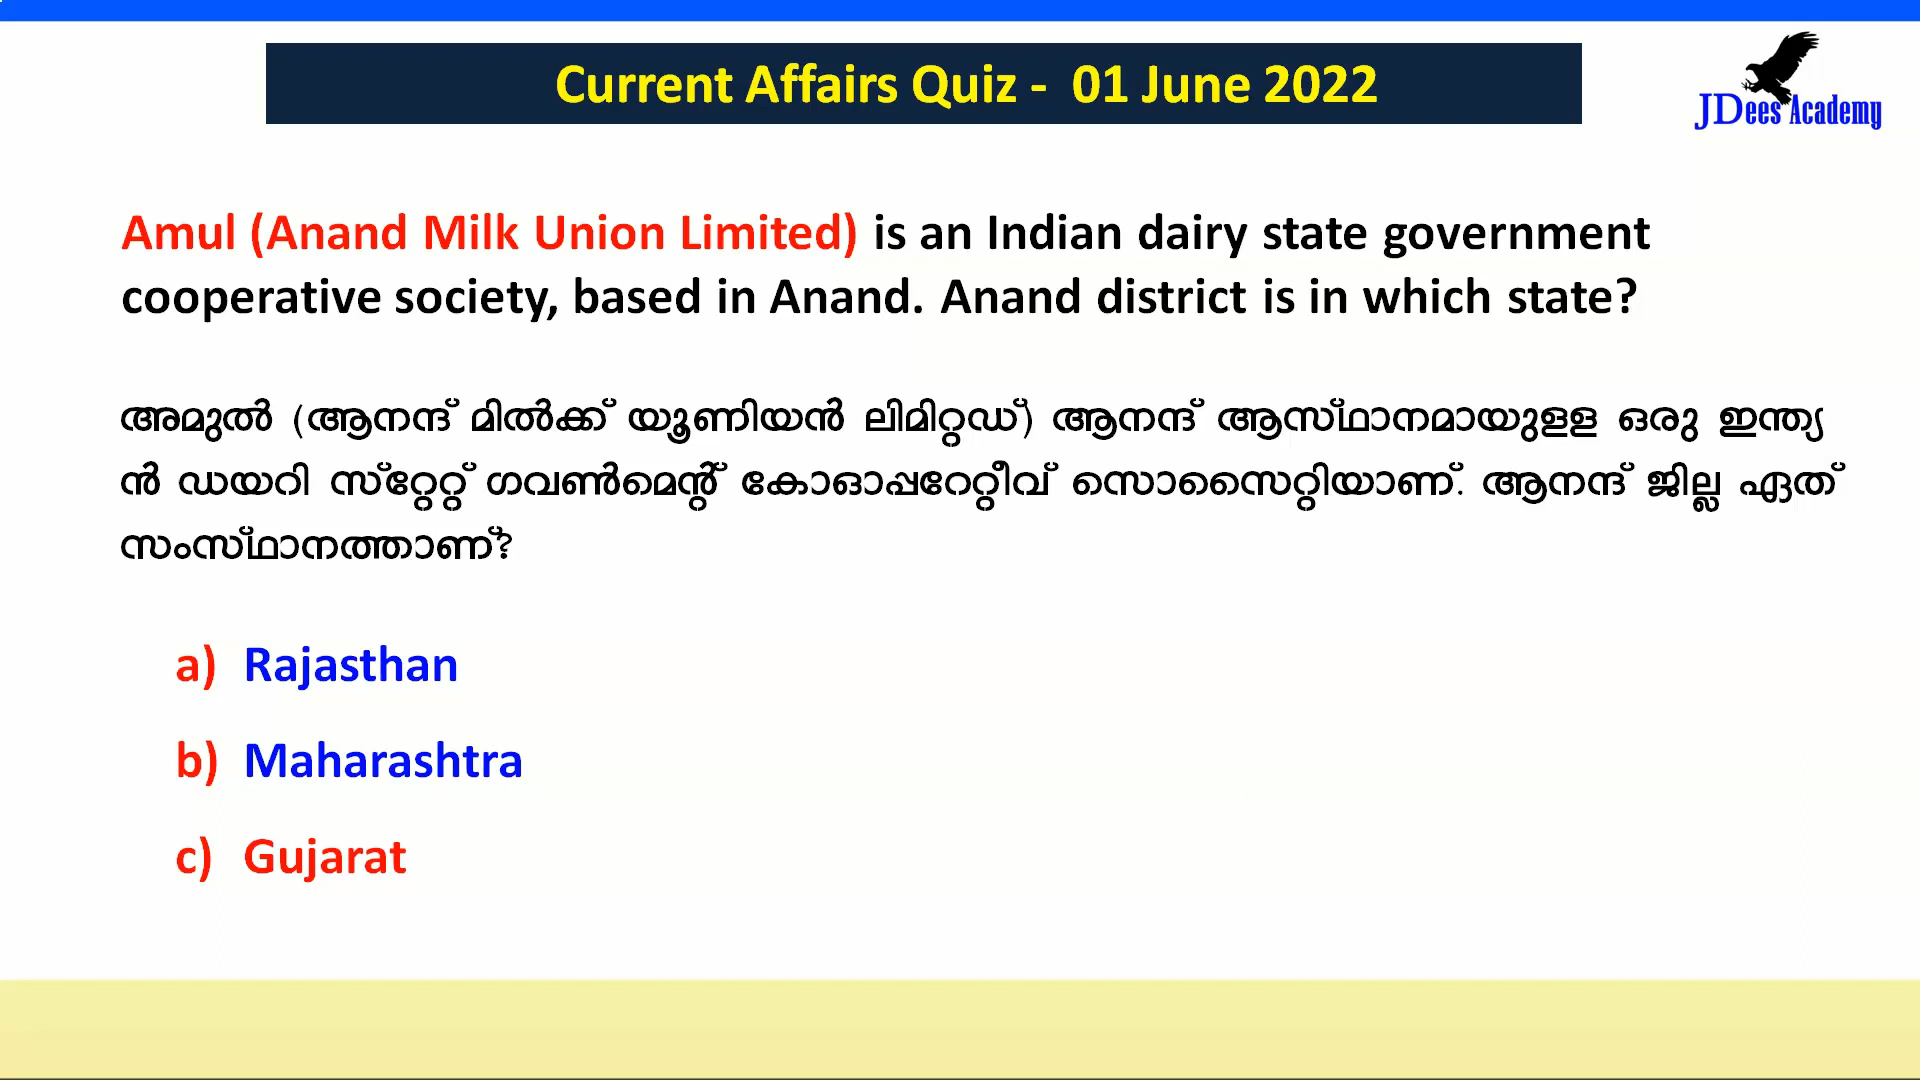 Current Affairs Quiz -  01 June 2022
JDees Academy
Amul (Anand Milk Union Limited) is an Indian dairy state government
cooperative society, based in Anand. Anand district is in which state?
അമുൽ (ആനന്ദ് മിൽക്ക് യൂണിയൻ ലിമിറ്റഡ്) ആനന്ദ് ആസ്ഥാനമായുളള ഒരു ഇന്ത്യ
ൻ ഡയറി സ്റ്റേറ്റ് ഗവൺമെന്റ് കോഓപ്പറേറ്റീവ് സൊസൈറ്റിയാണ്. ആനന്ദ് ജില്ല ഏത്
സംസ്ഥാനത്താണ്?
a) Rajasthan
b) Maharashtra
c) Gujarat